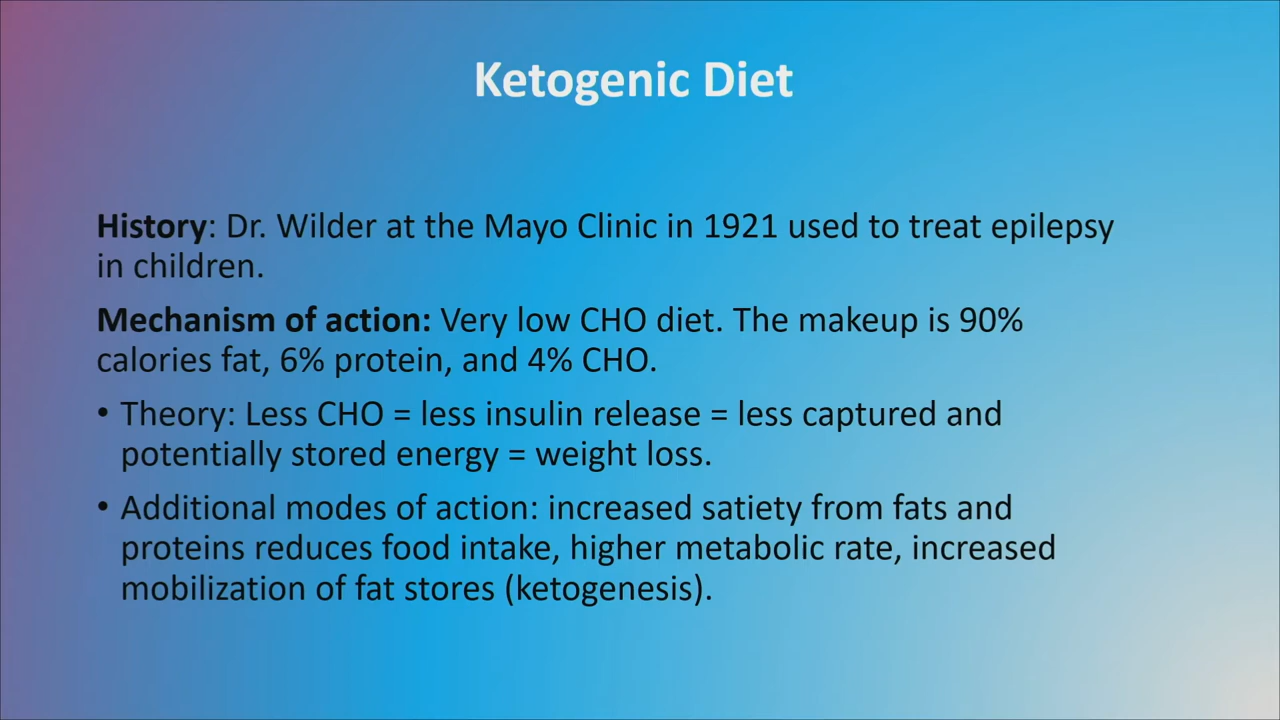 Ketogenic Diet
History: Dr. Wilder at the Mayo Clinic in 1921 used to treat epilepsy
in children.
Mechanism of action: Very low CHO diet. The makeup is 90%
calories fat, 6% protein, and 4% CHO.
• Theory: Less CHO = less insulin release = less captured and
potentially stored energy = weight loss.
• Additional modes of action: increased satiety from fats and
proteins reduces food intake, higher metabolic rate, increased
mobilization of fat stores (ketogenesis).